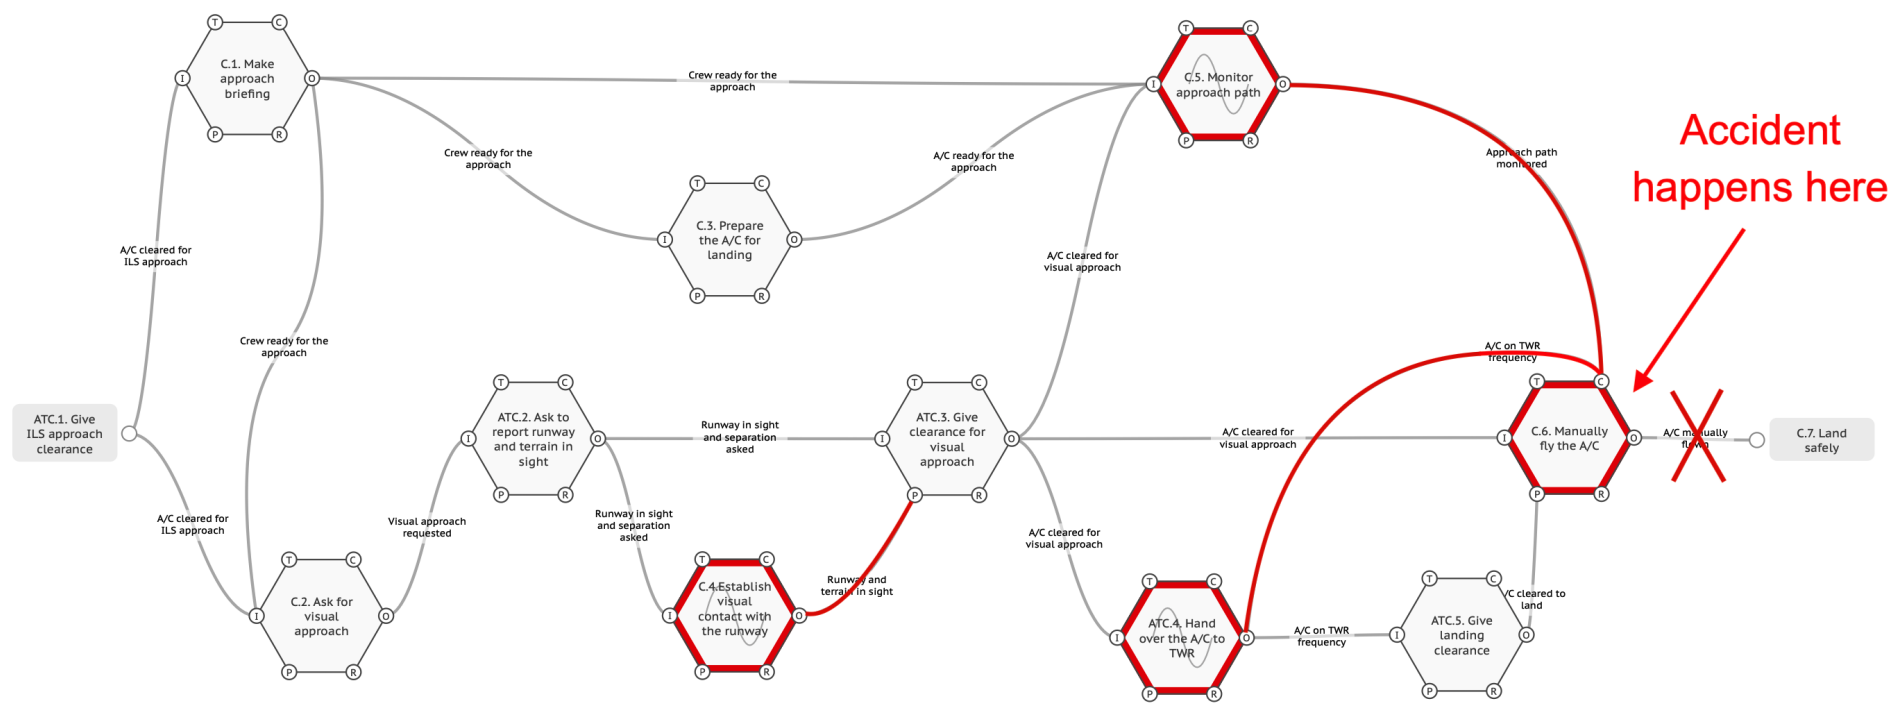 T
C
C.1. Make
approach
briefing
I
O
P
R
Crew ready for the
approach
T
C
C.5. Monitor
approach path
I
O
P
R
Accident
happens here
Crew ready for the
approach
A/C ready for the
approach
Approach path
monitored
T
C
C.3. Prepare
the A/C for
landing
I
O
P
R
A/C cleared for
ILS approach
A/C cleared for
visual approach
Crew ready for the
approach
A/C on TWR
frequency
ATC.1. Give
ILS approach
clearance
T
C
ATC.2. Ask to
report runway
and terrain in
sight
I
O
P
R
Runway in sight
and separation
asked
T
C
ATC.3. Give
clearance for
visual
approach
I
O
P
R
A/C cleared for
visual approach
T
C
C.6. Manually
fly the A/C
I
O
P
R
A/C manually
flown
C.7. Land
safely
A/C cleared for
ILS approach
Visual approach
requested
Runway in sight
and separation
asked
A/C cleared for
visual approach
T
C
C.2. Ask for
visual
approach
I
O
P
R
T
C
C.4.Establish
visual
contact with
the runway
I
O
P
R
Runway and
terrain in sight
T
C
ATC.4. Hand
over the A/C to
TWR
I
O
P
R
A/C on TWR
frequency
T
C
ATC.5. Give
landing
clearance
I
O
P
R
/C cleared to
land